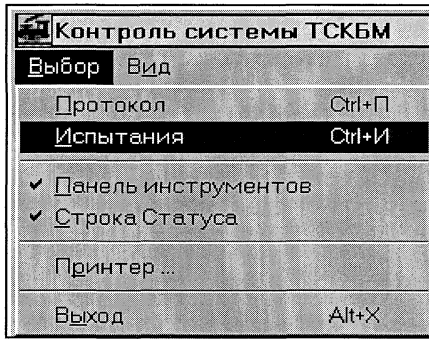 Контроль системы ТСКБМ
Выбор Вид
Протокол Ctrl+П
Испытания Ctrl+И
Панель инструментов
Строка Статуса
Принтер ...
Выход Alt+X